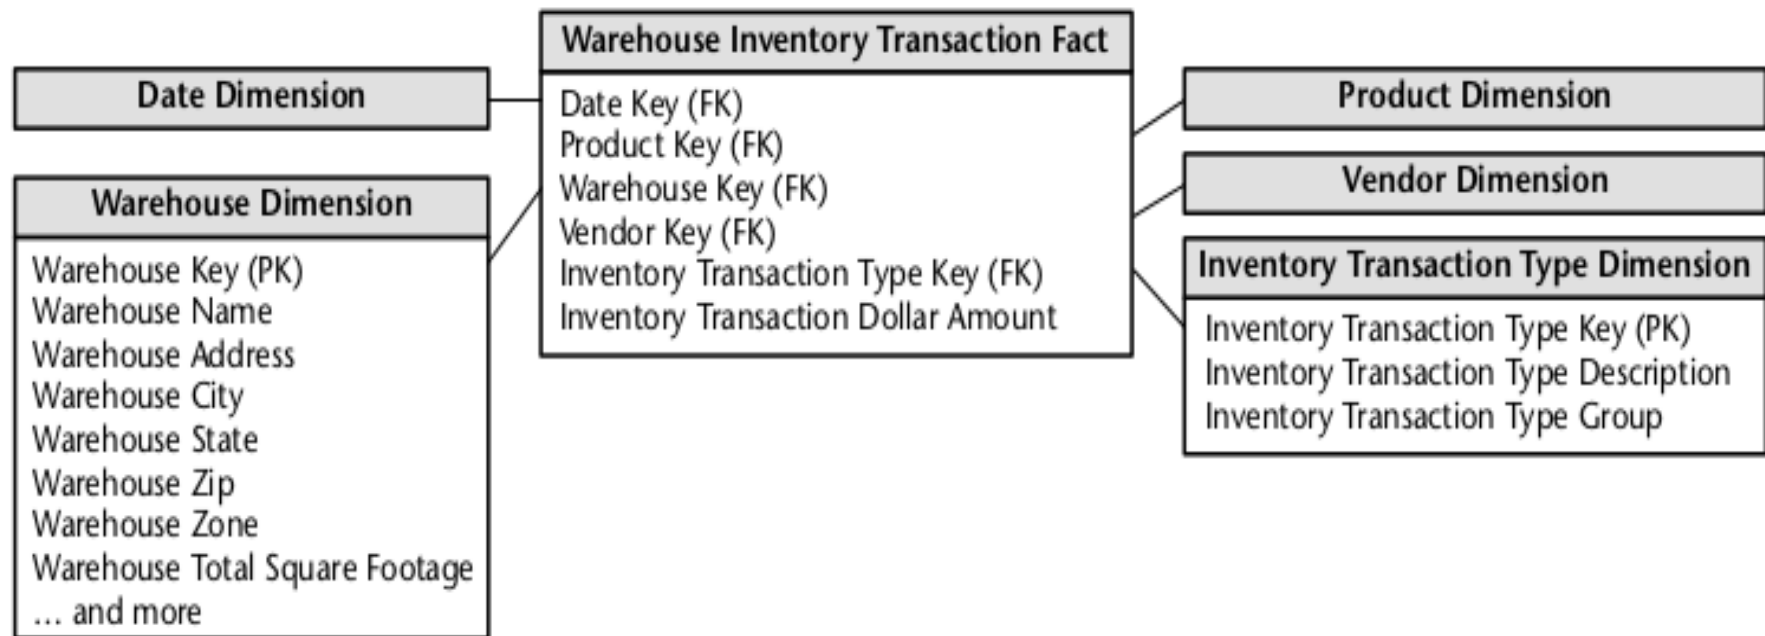 Date Dimension
Warehouse Dimension
Warehouse Key (PK)
Warehouse Name
Warehouse Address
Warehouse City
Warehouse State
Warehouse Zip
Warehouse Zone
Warehouse Total Square Footage
... and more
Warehouse Inventory Transaction Fact
Date Key (FK)
Product Key (FK)
Warehouse Key (FK)
Vendor Key (FK)
Inventory Transaction Type Key (FK)
Inventory Transaction Dollar Amount
Product Dimension
Vendor Dimension
Inventory Transaction Type Dimension
Inventory Transaction Type Key (PK)
Inventory Transaction Type Description
Inventory Transaction Type Group